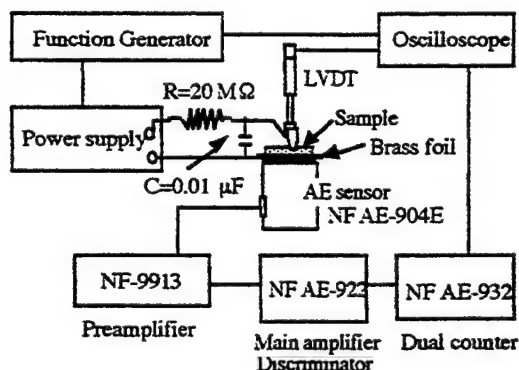 Function Generator
Oscilloscope
LVDT
R=20 MΩ
Power supply
Sample
Brass foil
C=0.01 μF
AE sensor
NF AE-904E
NF-9913
NF AE-922
NF AE-932
Preamplifier
Main amplifier
Discriminator
Dual counter